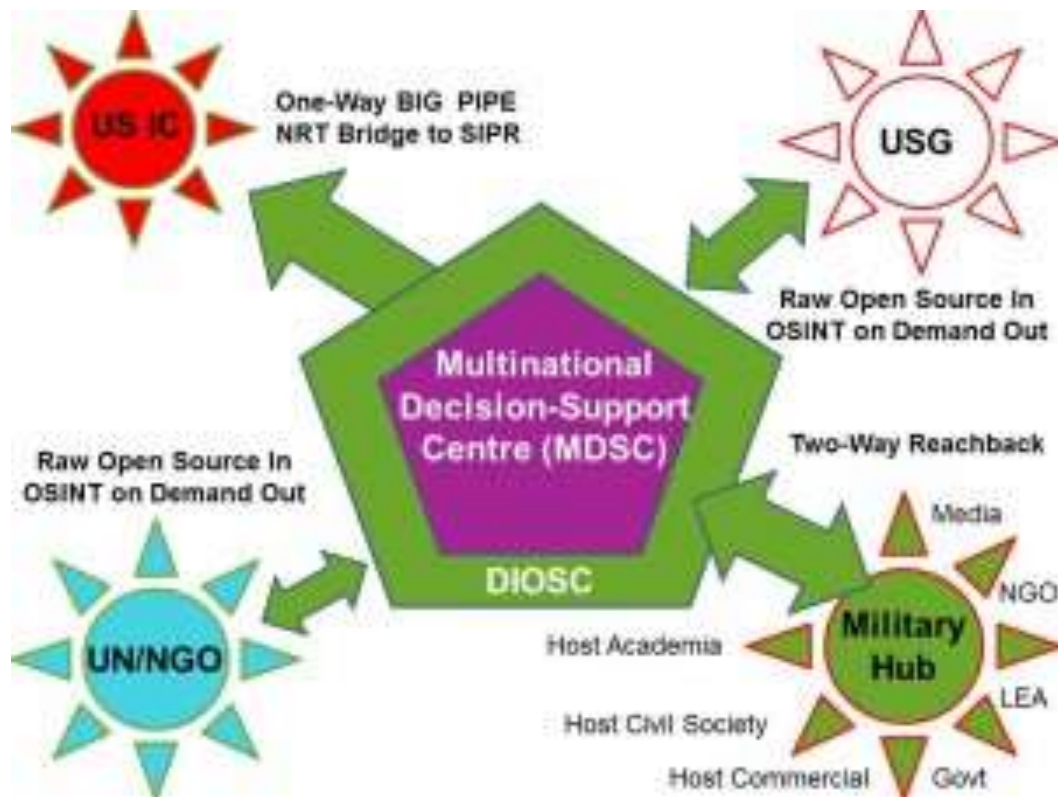 US IC
One-Way BIG PIPE
NRT Bridge to SIPR
USG
Raw Open Source In
OSINT on Demand Out
Multinational
Decision-Support
Centre (MDSC)
DIOSC
Raw Open Source In
OSINT on Demand Out
UN/NGO
Two-Way Reachback
Media
NGO
Military
Hub
Host Academia
LEA
Host Civil Society
Host Commercial
Govt